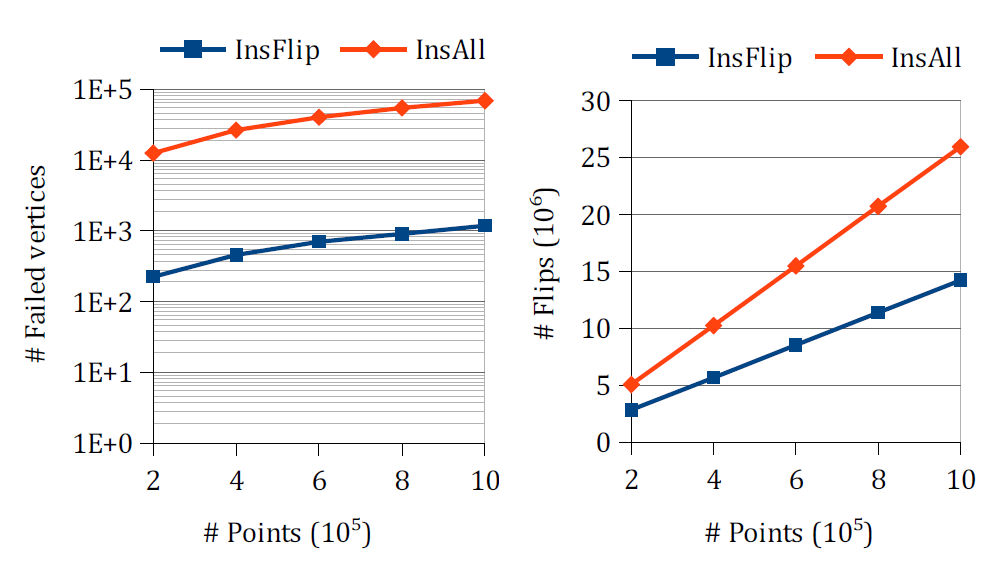 InsFlip InsAll
1E+5
1E+4
1E+3
1E+2
1E+1
1E+0
# Failed vertices
2 4 6 8 10
# Points (10⁵)
InsFlip InsAll
30
25
20
15
10
5
0
# Flips (10⁶)
2 4 6 8 10
# Points (10⁵)